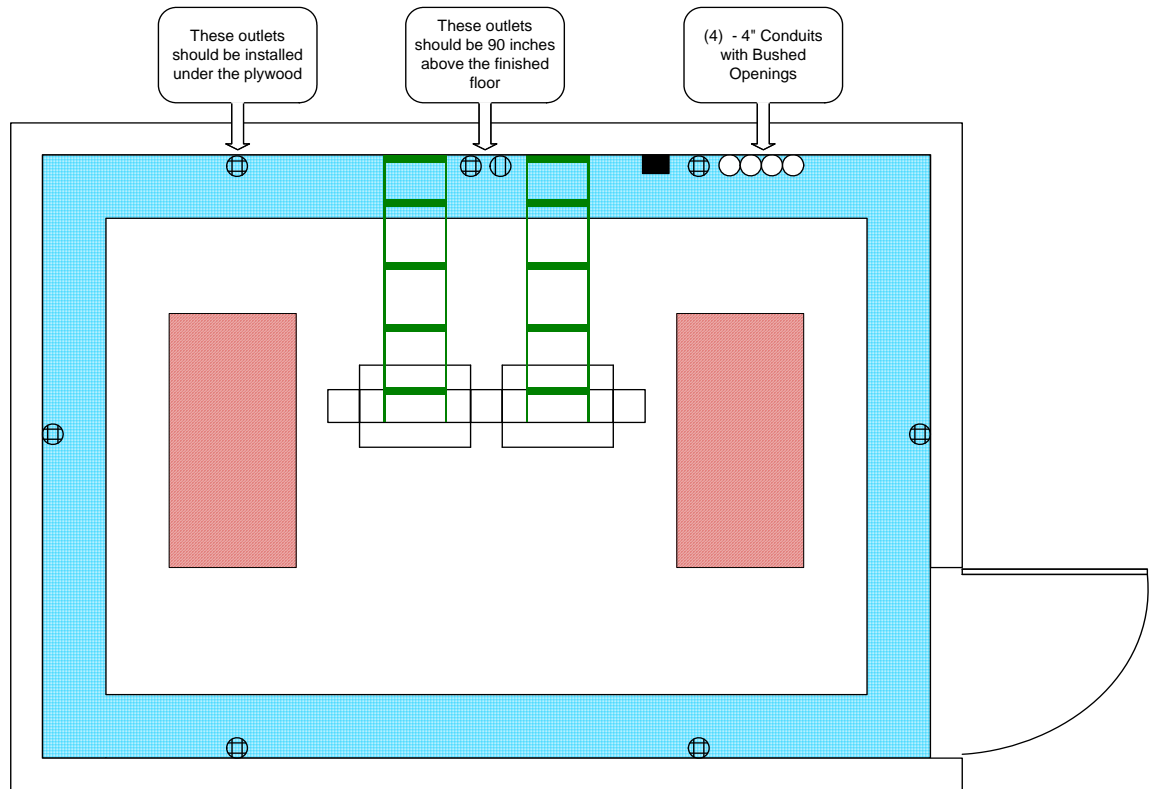 These outlets
should be installed
under the plywood
These outlets
should be 90 inches
above the finished
floor
(4)  - 4" Conduits
with Bushed
Openings